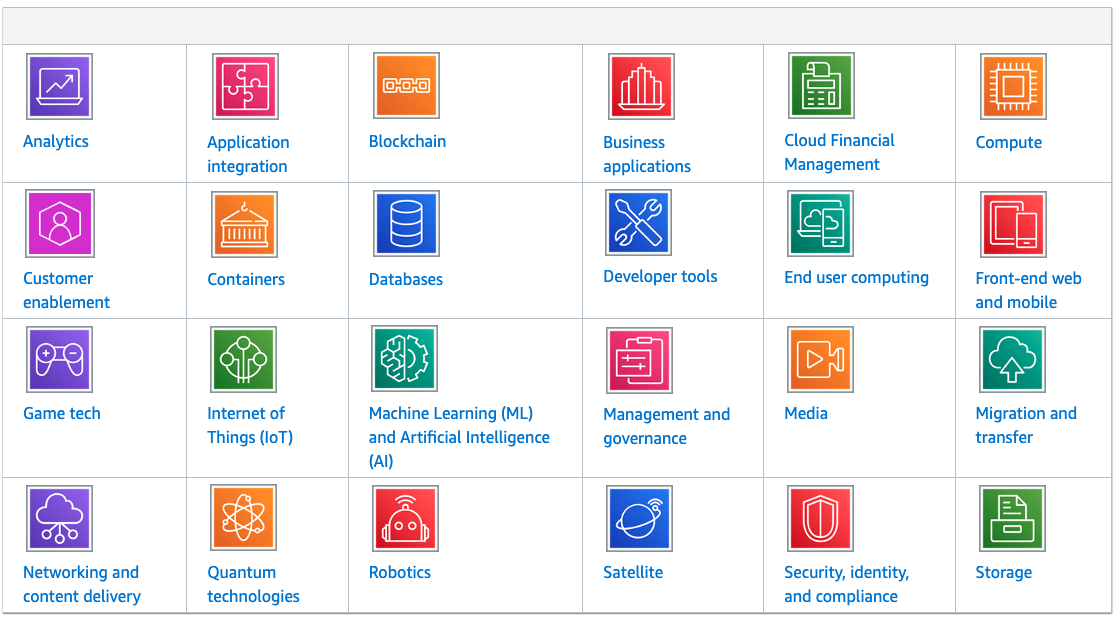 Analytics
Application
integration
Blockchain
Business
applications
Cloud Financial
Management
Compute
Customer
enablement
Containers
Databases
Developer tools
End user computing
Front-end web
and mobile
Game tech
Internet of
Things (IoT)
Machine Learning (ML)
and Artificial Intelligence
(AI)
Management and
governance
Media
Migration and
transfer
Networking and
content delivery
Quantum
technologies
Robotics
Satellite
Security, identity,
and compliance
Storage